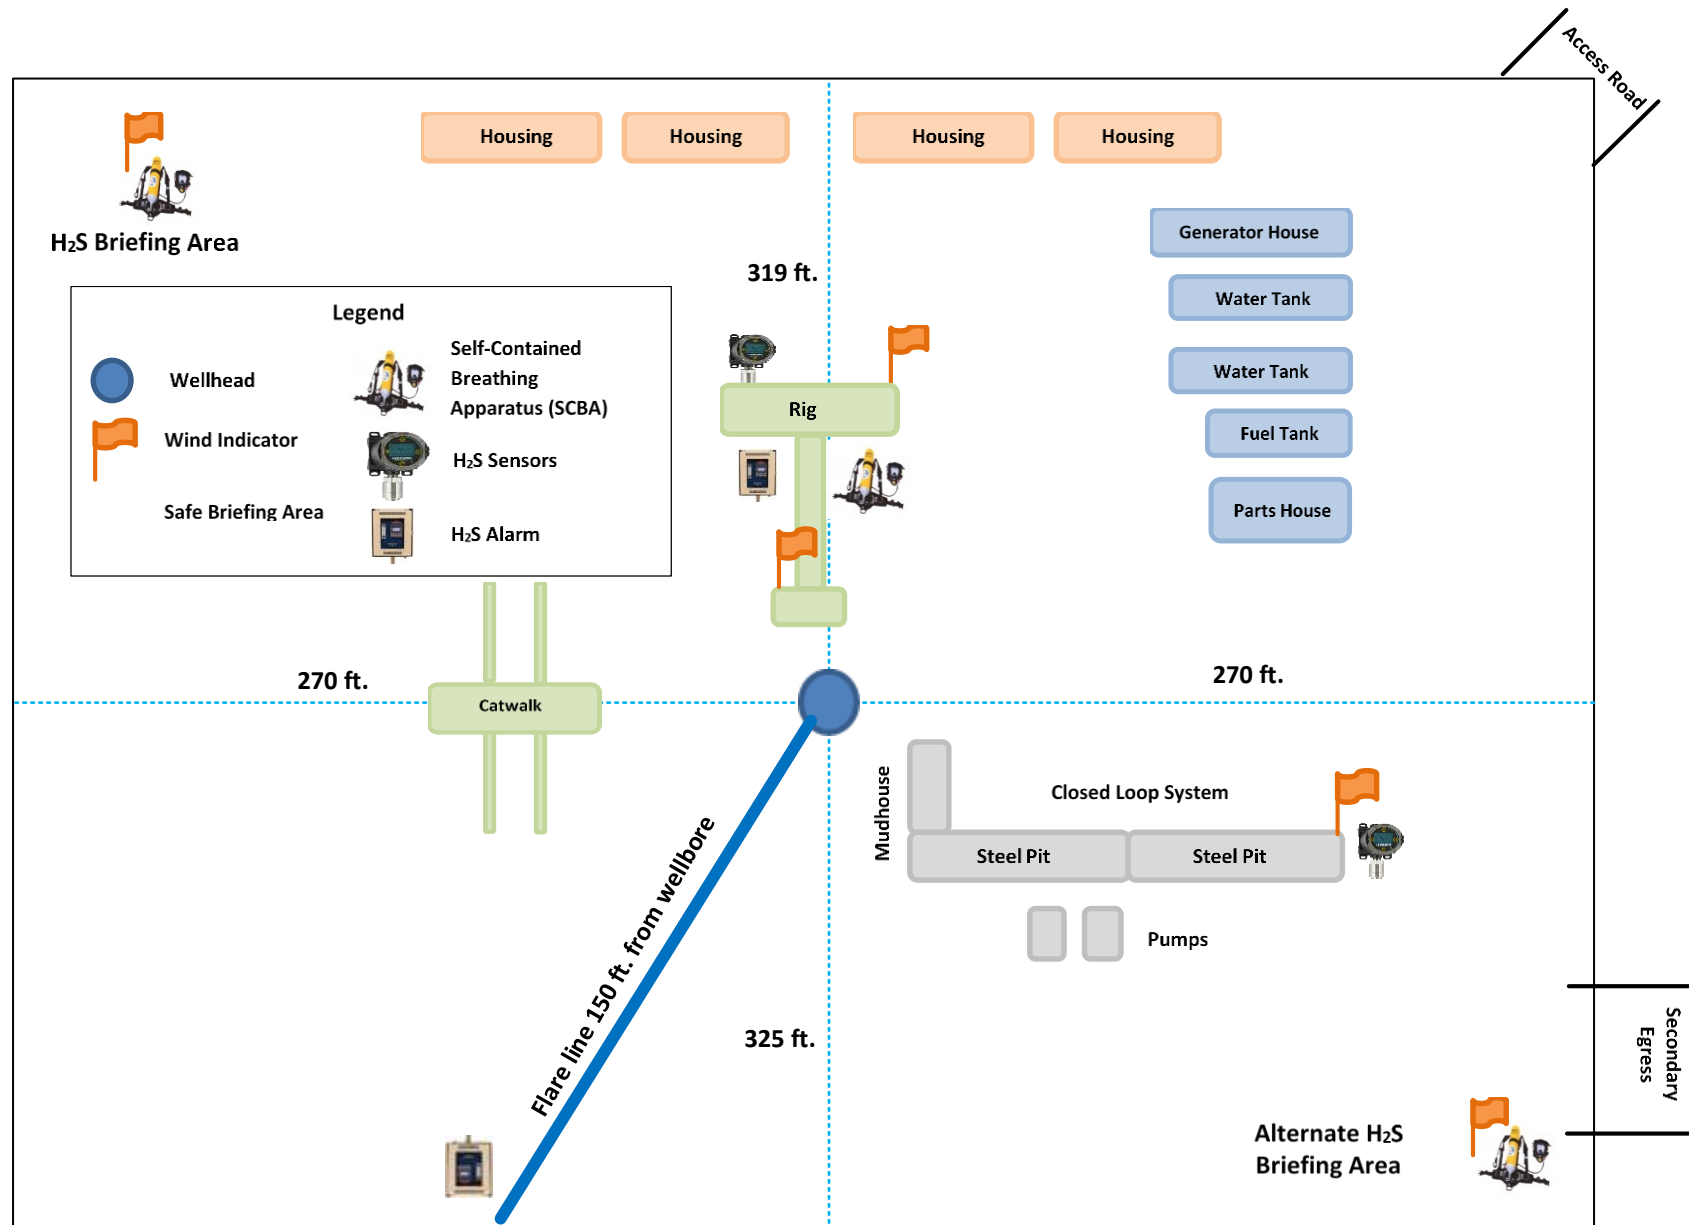 Access Road
Housing
Housing
Housing
Housing
H₂S Briefing Area
Generator House
319 ft.
Water Tank
Legend
Wellhead
Self-Contained
Breathing
Apparatus (SCBA)
Wind Indicator
H₂S Sensors
Safe Briefing Area
H₂S Alarm
Rig
Water Tank
Fuel Tank
Parts House
270 ft.
270 ft.
Catwalk
Mudhouse
Closed Loop System
Steel Pit
Steel Pit
Pumps
Flare line 150 ft. from wellbore
325 ft.
Secondary
Egress
Alternate H₂S
Briefing Area